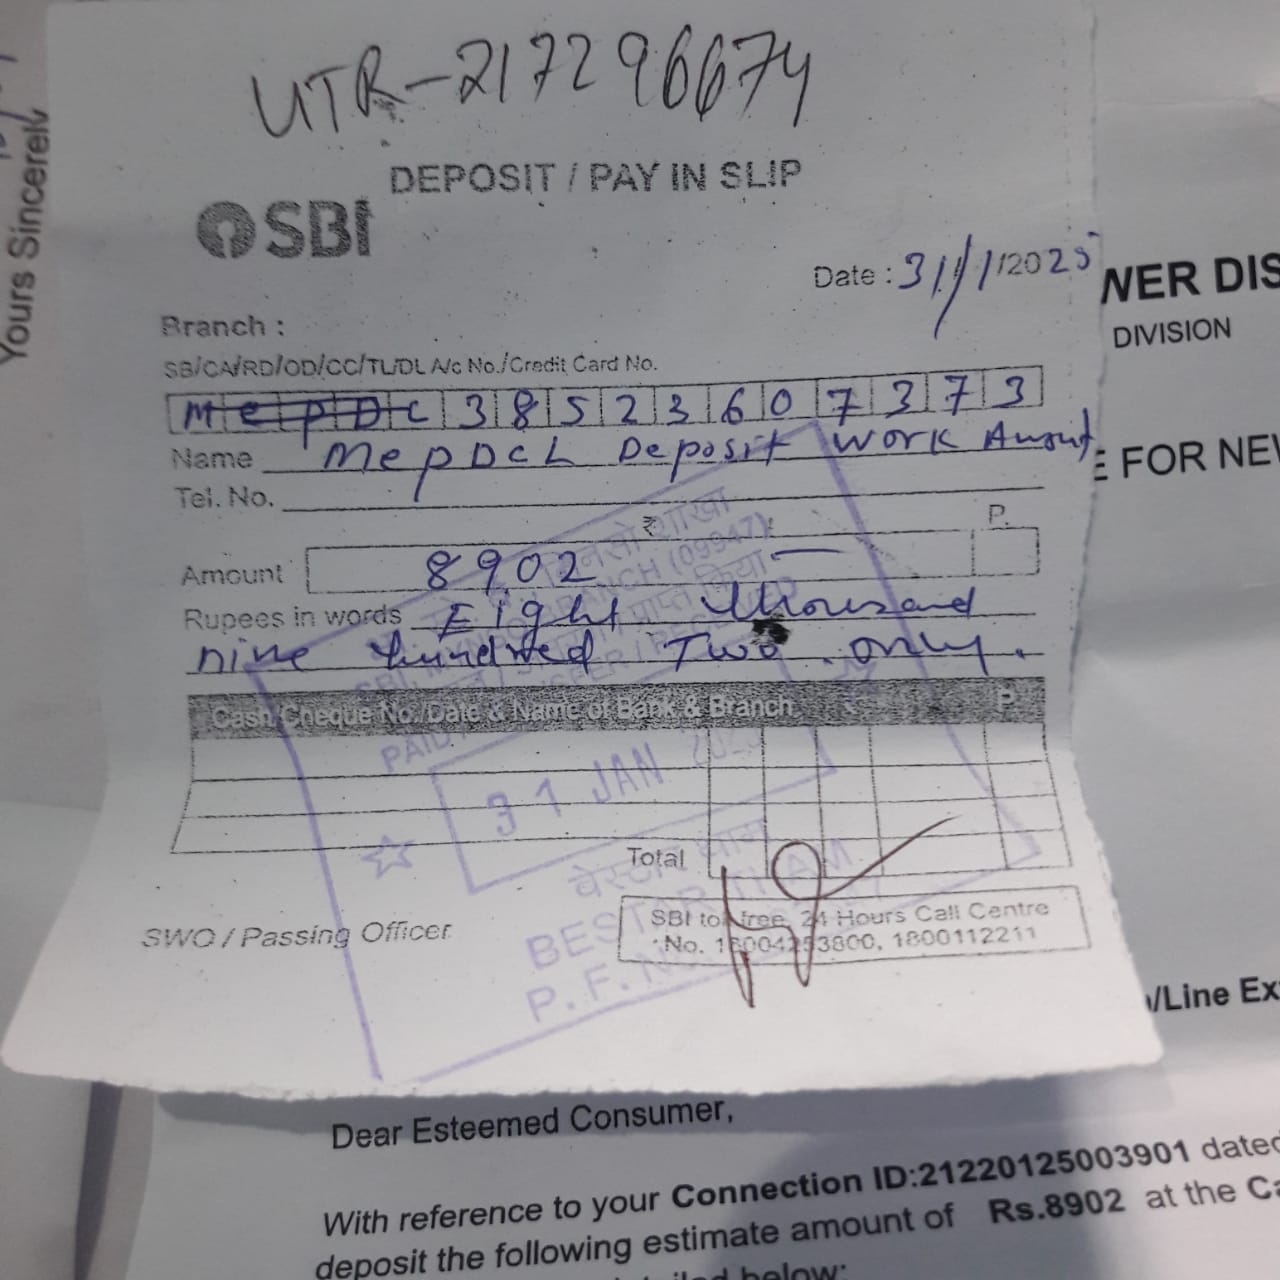 UTR-217296674
DEPOSIT / PAY IN SLIP
SBI
Date : 31/1/2025
Branch :
SB/CA/RD/OD/CC/TL/DL A/c No./Credit Card No.
MePDC 38523607373
Name MePDCL Deposit Work Amount
Tel. No.
₹ P.
Amount 8902
Rupees in words Eight Thousand
nine hundred Two only.
Cash/Cheque No./Date & Name of Bank & Branch P.
31 JAN
Total
SWO / Passing Officer
SBI toll free 24 Hours Call Centre
No. 18004253800, 1800112211
P. F. N
Yours Sincerely
WER DIS
DIVISION
E FOR NEW
/Line Ex
Dear Esteemed Consumer,
With reference to your Connection ID:21220125003901 dated
deposit the following estimate amount of Rs.8902 at the Ca
below: